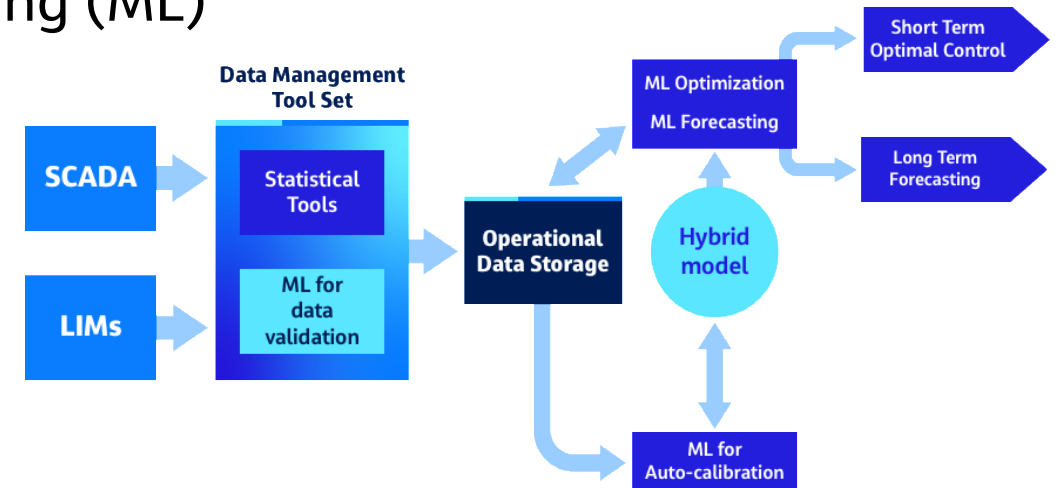 ng (ML)
Data Management
Tool Set
SCADA
LIMs
Statistical
Tools
ML for
data
validation
Operational
Data Storage
ML Optimization
ML Forecasting
Hybrid
model
ML for
Auto-calibration
Short Term
Optimal Control
Long Term
Forecasting